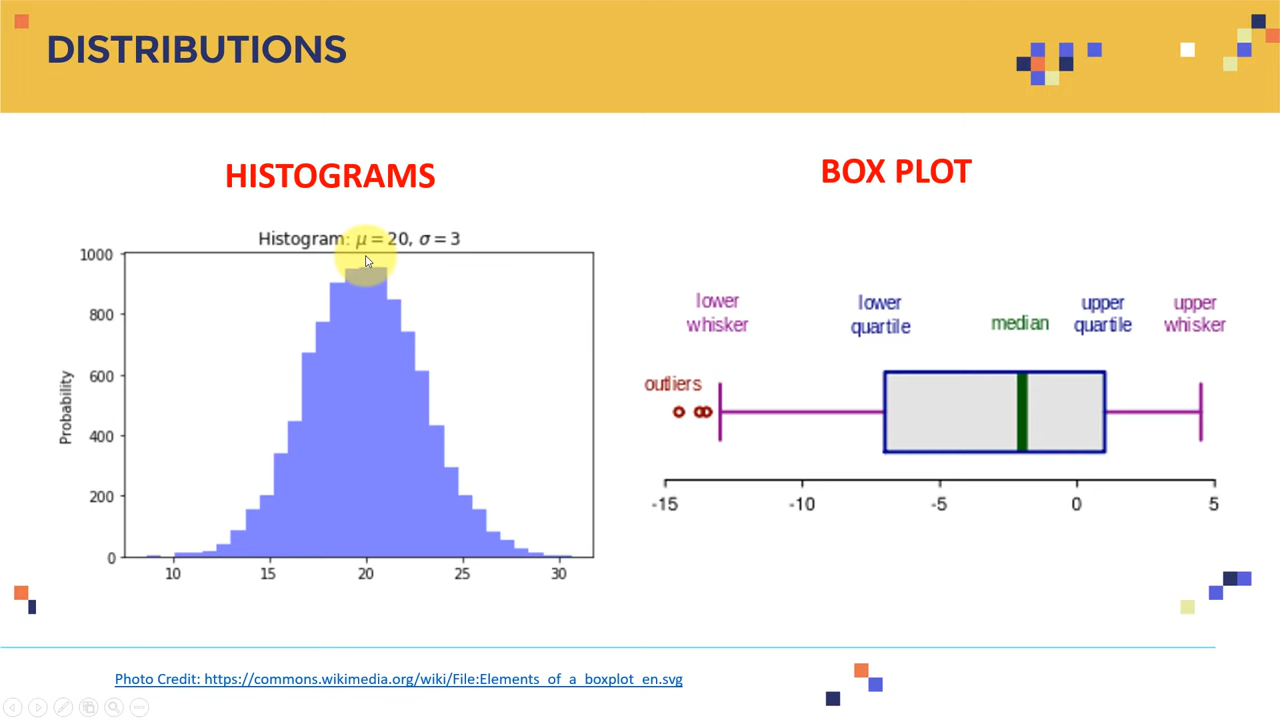 DISTRIBUTIONS
HISTOGRAMS
Histogram: μ = 20, σ = 3
1000
800
600
400
200
0
Probability
10 15 20 25 30
BOX PLOT
lower
whisker
lower
quartile
median
upper
quartile
upper
whisker
outliers
-15 -10 -5 0 5
Photo Credit: https://commons.wikimedia.org/wiki/File:Elements_of_a_boxplot_en.svg